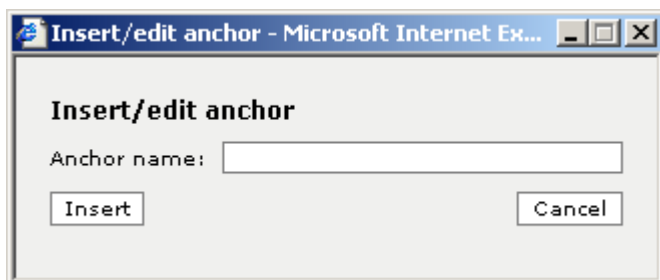 Insert/edit anchor - Microsoft Internet Ex...
Insert/edit anchor
Anchor name:
Insert Cancel